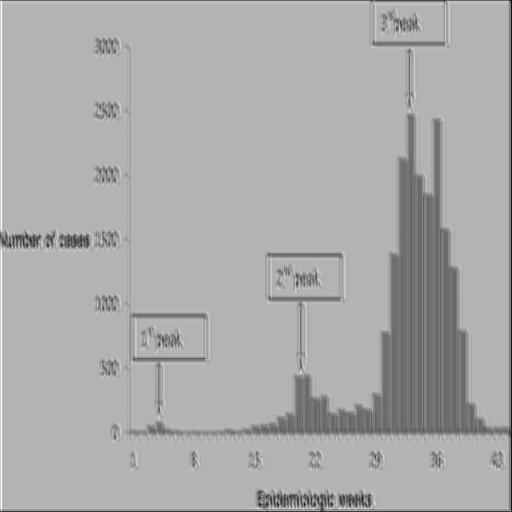 3rd peak
3000
2500
2000
Number of cases 1500
2nd peak
1000
1st peak
500
0
1 8 15 22 29 36 43
Epidemiologic weeks